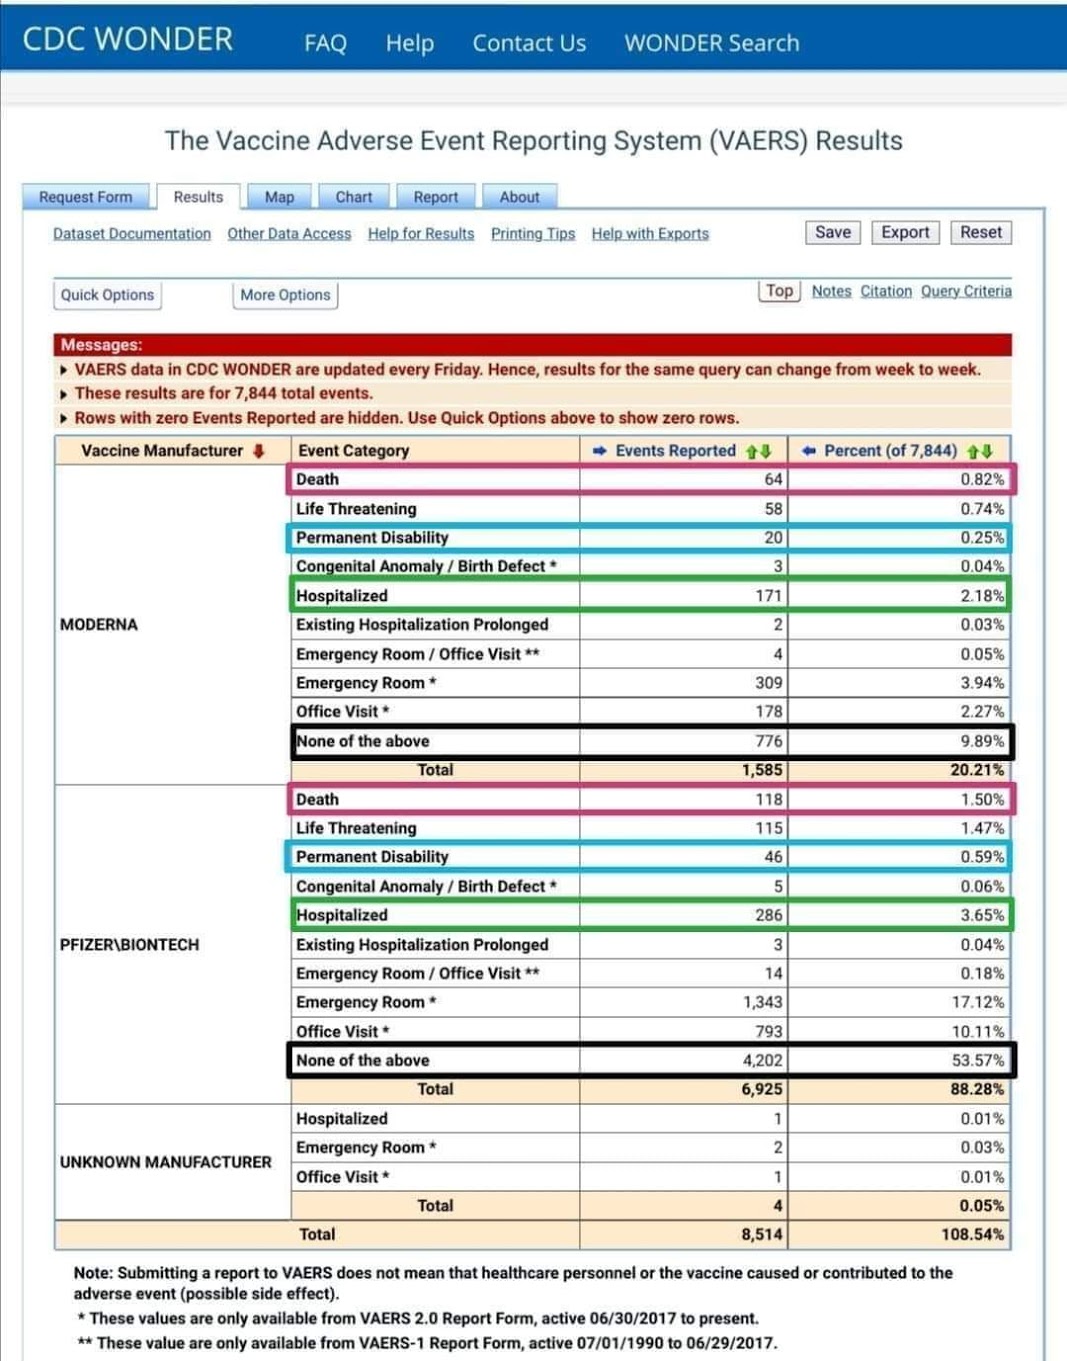 CDC WONDER FAQ Help Contact Us WONDER Search
The Vaccine Adverse Event Reporting System (VAERS) Results
Request Form Results Map Chart Report About
Dataset Documentation Other Data Access Help for Results Printing Tips Help with Exports Save Export Reset
Quick Options More Options Top Notes Citation Query Criteria
Messages:
VAERS data in CDC WONDER are updated every Friday. Hence, results for the same query can change from week to week.
These results are for 7,844 total events.
Rows with zero Events Reported are hidden. Use Quick Options above to show zero rows.
Vaccine Manufacturer Event Category Events Reported Percent (of 7,844)
Death 64 0.82%
Life Threatening 58 0.74%
Permanent Disability 20 0.25%
Congenital Anomaly / Birth Defect * 3 0.04%
Hospitalized 171 2.18%
MODERNA Existing Hospitalization Prolonged 2 0.03%
Emergency Room / Office Visit ** 4 0.05%
Emergency Room * 309 3.94%
Office Visit * 178 2.27%
None of the above 776 9.89%
Total 1,585 20.21%
Death 118 1.50%
Life Threatening 115 1.47%
Permanent Disability 46 0.59%
Congenital Anomaly / Birth Defect * 5 0.06%
Hospitalized 286 3.65%
PFIZER\BIONTECH Existing Hospitalization Prolonged 3 0.04%
Emergency Room / Office Visit ** 14 0.18%
Emergency Room * 1,343 17.12%
Office Visit * 793 10.11%
None of the above 4,202 53.57%
Total 6,925 88.28%
Hospitalized 1 0.01%
UNKNOWN MANUFACTURER Emergency Room * 2 0.03%
Office Visit * 1 0.01%
Total 4 0.05%
Total 8,514 108.54%
Note: Submitting a report to VAERS does not mean that healthcare personnel or the vaccine caused or contributed to the
adverse event (possible side effect).
* These values are only available from VAERS 2.0 Report Form, active 06/30/2017 to present.
** These value are only available from VAERS-1 Report Form, active 07/01/1990 to 06/29/2017.